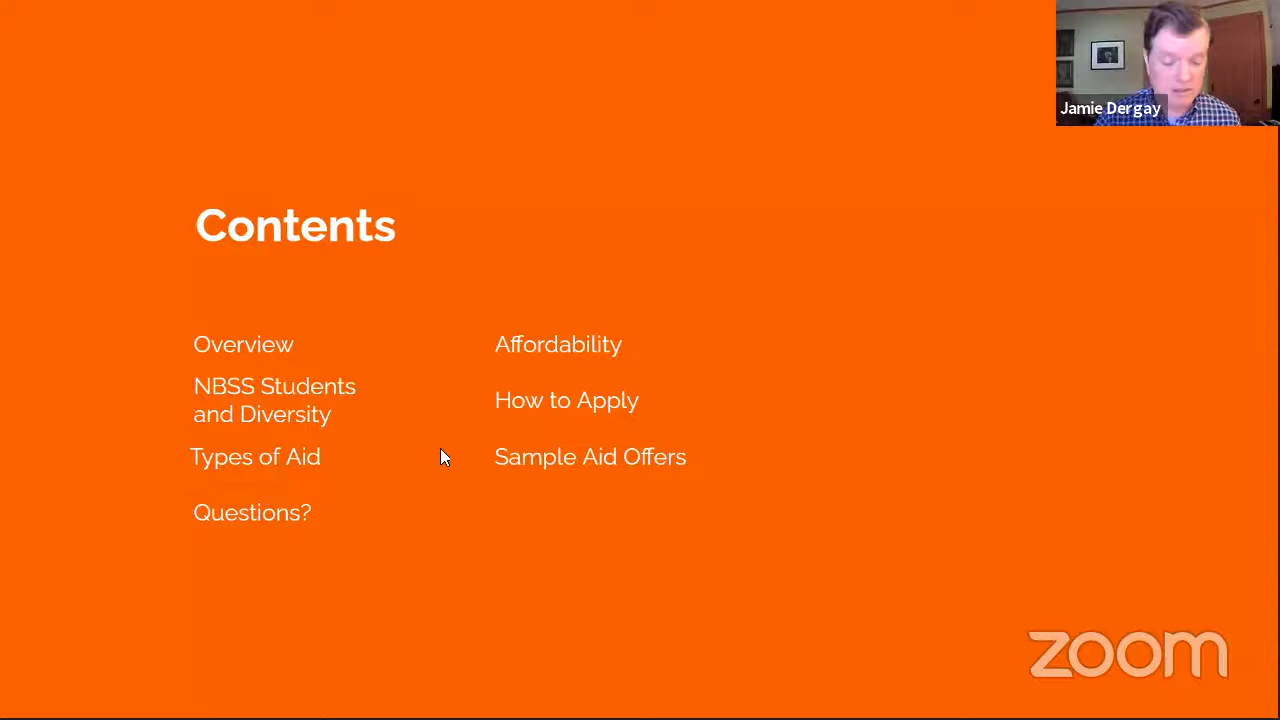 Jamie Dergay
Contents
Overview
NBSS Students
and Diversity
Types of Aid
Questions?
Affordability
How to Apply
Sample Aid Offers
zoom